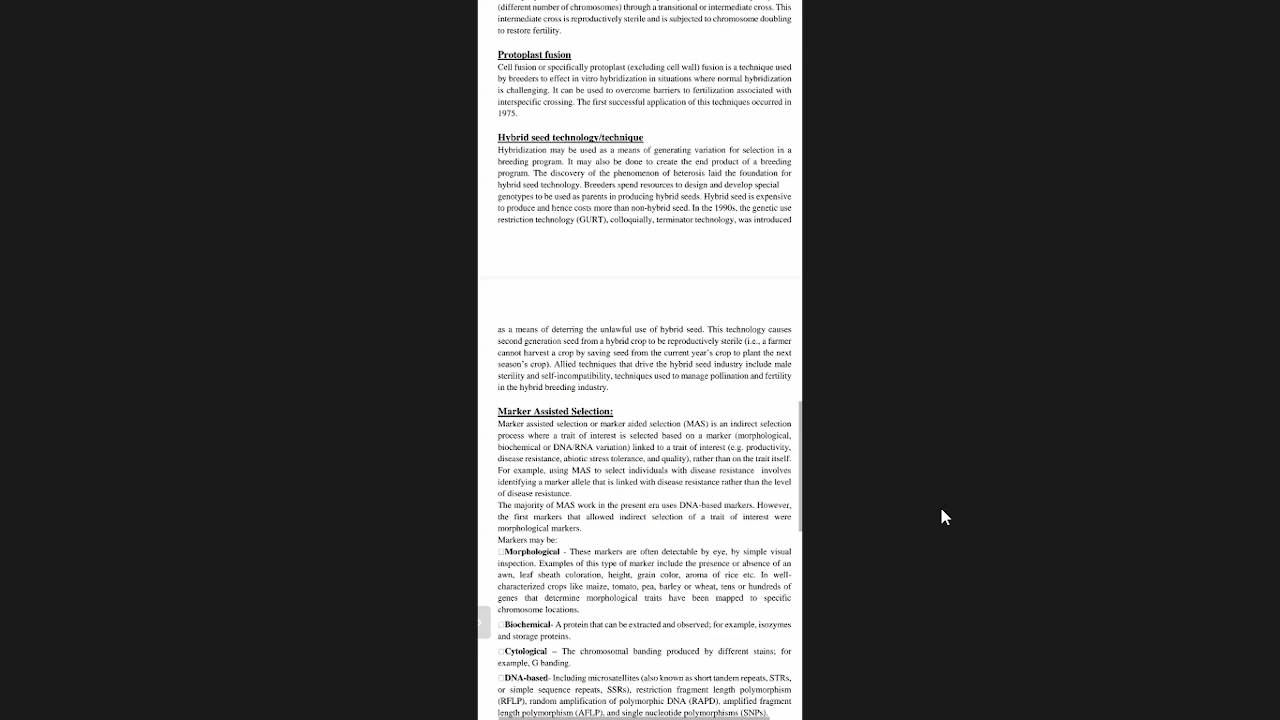 (different number of chromosomes) through a transitional or intermediate cross. This
intermediate cross is reproductively sterile and is subjected to chromosome doubling
to restore fertility.
Protoplast fusion
Cell fusion or specifically protoplast (excluding cell wall) fusion is a technique used
by breeders to effect in vitro hybridization in situations where normal hybridization
is challenging. It can be used to overcome barriers to fertilization associated with
interspecific crossing. The first successful application of this techniques occurred in
1975.
Hybrid seed technology/technique
Hybridization may be used as a means of generating variation for selection in a
breeding program. It may also be done to create the end product of a breeding
program. The discovery of the phenomenon of heterosis laid the foundation for
hybrid seed technology. Breeders spend resources to design and develop special
genotypes to be used as parents in producing hybrid seeds. Hybrid seed is expensive
to produce and hence costs more than non-hybrid seed. In the 1990s, the genetic use
restriction technology (GURT), colloquially, terminator technology, was introduced
as a means of deterring the unlawful use of hybrid seed. This technology causes
second generation seed from a hybrid crop to be reproductively sterile (i.e., a farmer
cannot harvest a crop by saving seed from the current year's crop to plant the next
season's crop). Allied techniques that drive the hybrid seed industry include male
sterility and self-incompatibility, techniques used to manage pollination and fertility
in the hybrid breeding industry.
Marker Assisted Selection:
Marker assisted selection or marker aided selection (MAS) is an indirect selection
process where a trait of interest is selected based on a marker (morphological,
biochemical or DNA/RNA variation) linked to a trait of interest (e.g. productivity,
disease resistance, abiotic stress tolerance, and quality), rather than on the trait itself.
For example, using MAS to select individuals with disease resistance involves
identifying a marker allele that is linked with disease resistance rather than the level
of disease resistance.
The majority of MAS work in the present era uses DNA-based markers. However,
the first markers that allowed indirect selection of a trait of interest were
morphological markers.
Markers may be:
Morphological - These markers are often detectable by eye, by simple visual
inspection. Examples of this type of marker include the presence or absence of an
awn, leaf sheath coloration, height, grain color, aroma of rice etc. In well-
characterized crops like maize, tomato, pea, barley or wheat, tens or hundreds of
genes that determine morphological traits have been mapped to specific
chromosome locations.
Biochemical- A protein that can be extracted and observed; for example, isozymes
and storage proteins.
Cytological – The chromosomal banding produced by different stains; for
example, G banding.
DNA-based- Including microsatellites (also known as short tandem repeats, STRs,
or simple sequence repeats, SSRs), restriction fragment length polymorphism
(RFLP), random amplification of polymorphic DNA (RAPD), amplified fragment
length polymorphism (AFLP), and single nucleotide polymorphisms (SNPs).